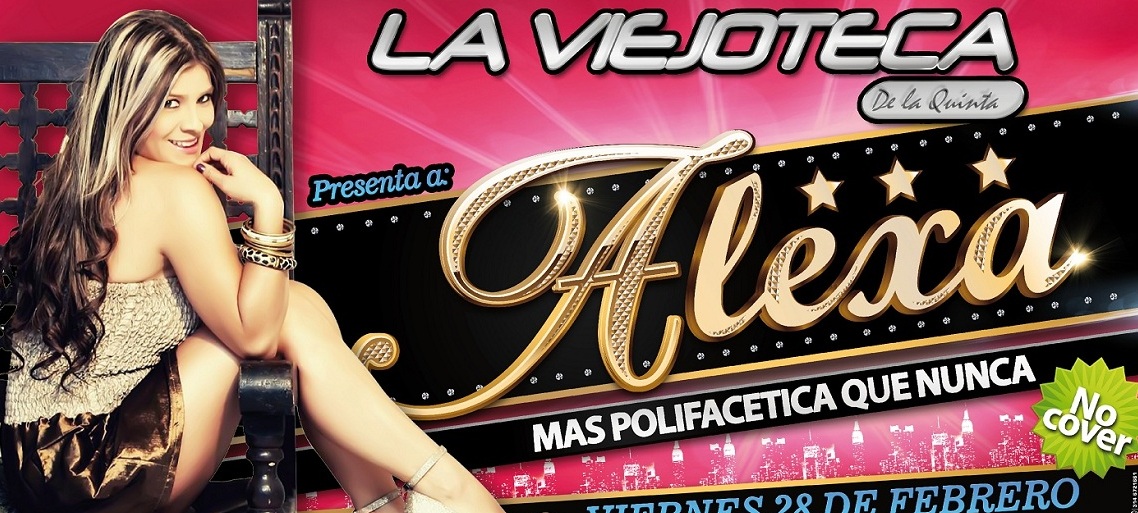 LA VIEJOTECA
De la Quinta
Presenta a:
Alexa
MAS POLIFACETICA QUE NUNCA
No
cover
VIERNES 28 DE FEBRERO